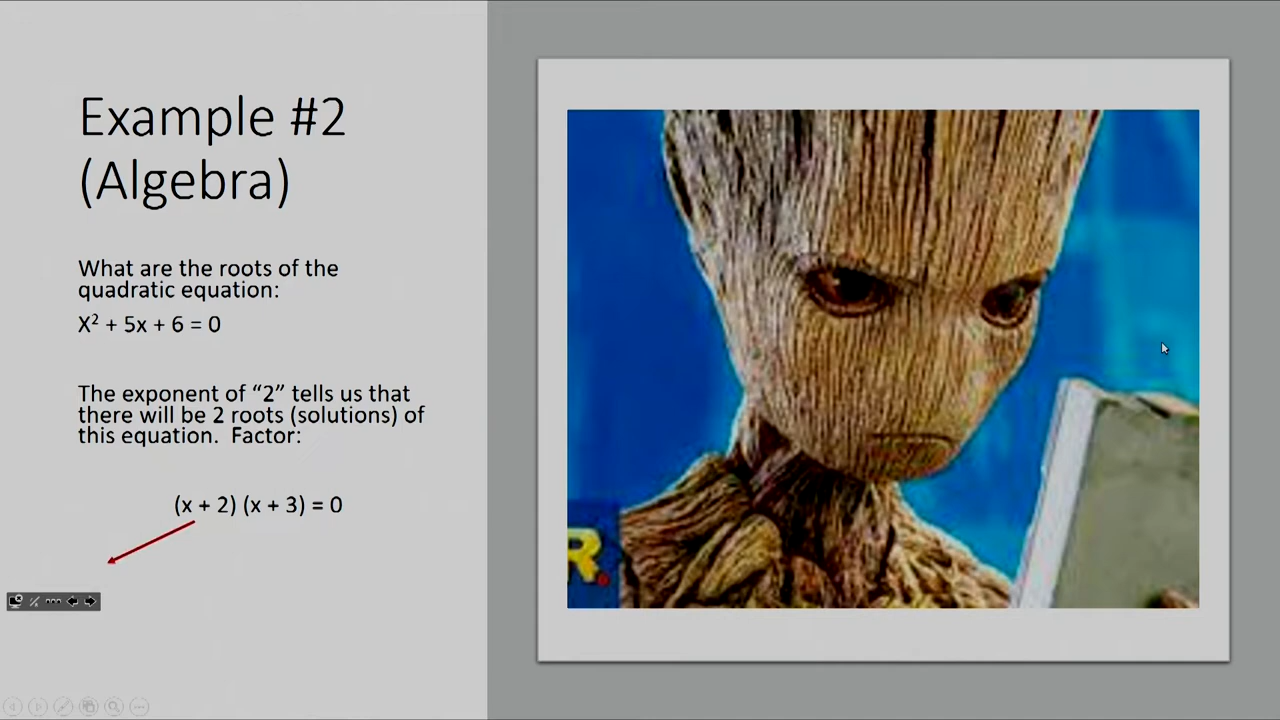 Example #2
(Algebra)
What are the roots of the
quadratic equation:
X² + 5x + 6 = 0
The exponent of “2” tells us that
there will be 2 roots (solutions) of
this equation.  Factor:
(x + 2) (x + 3) = 0
R.